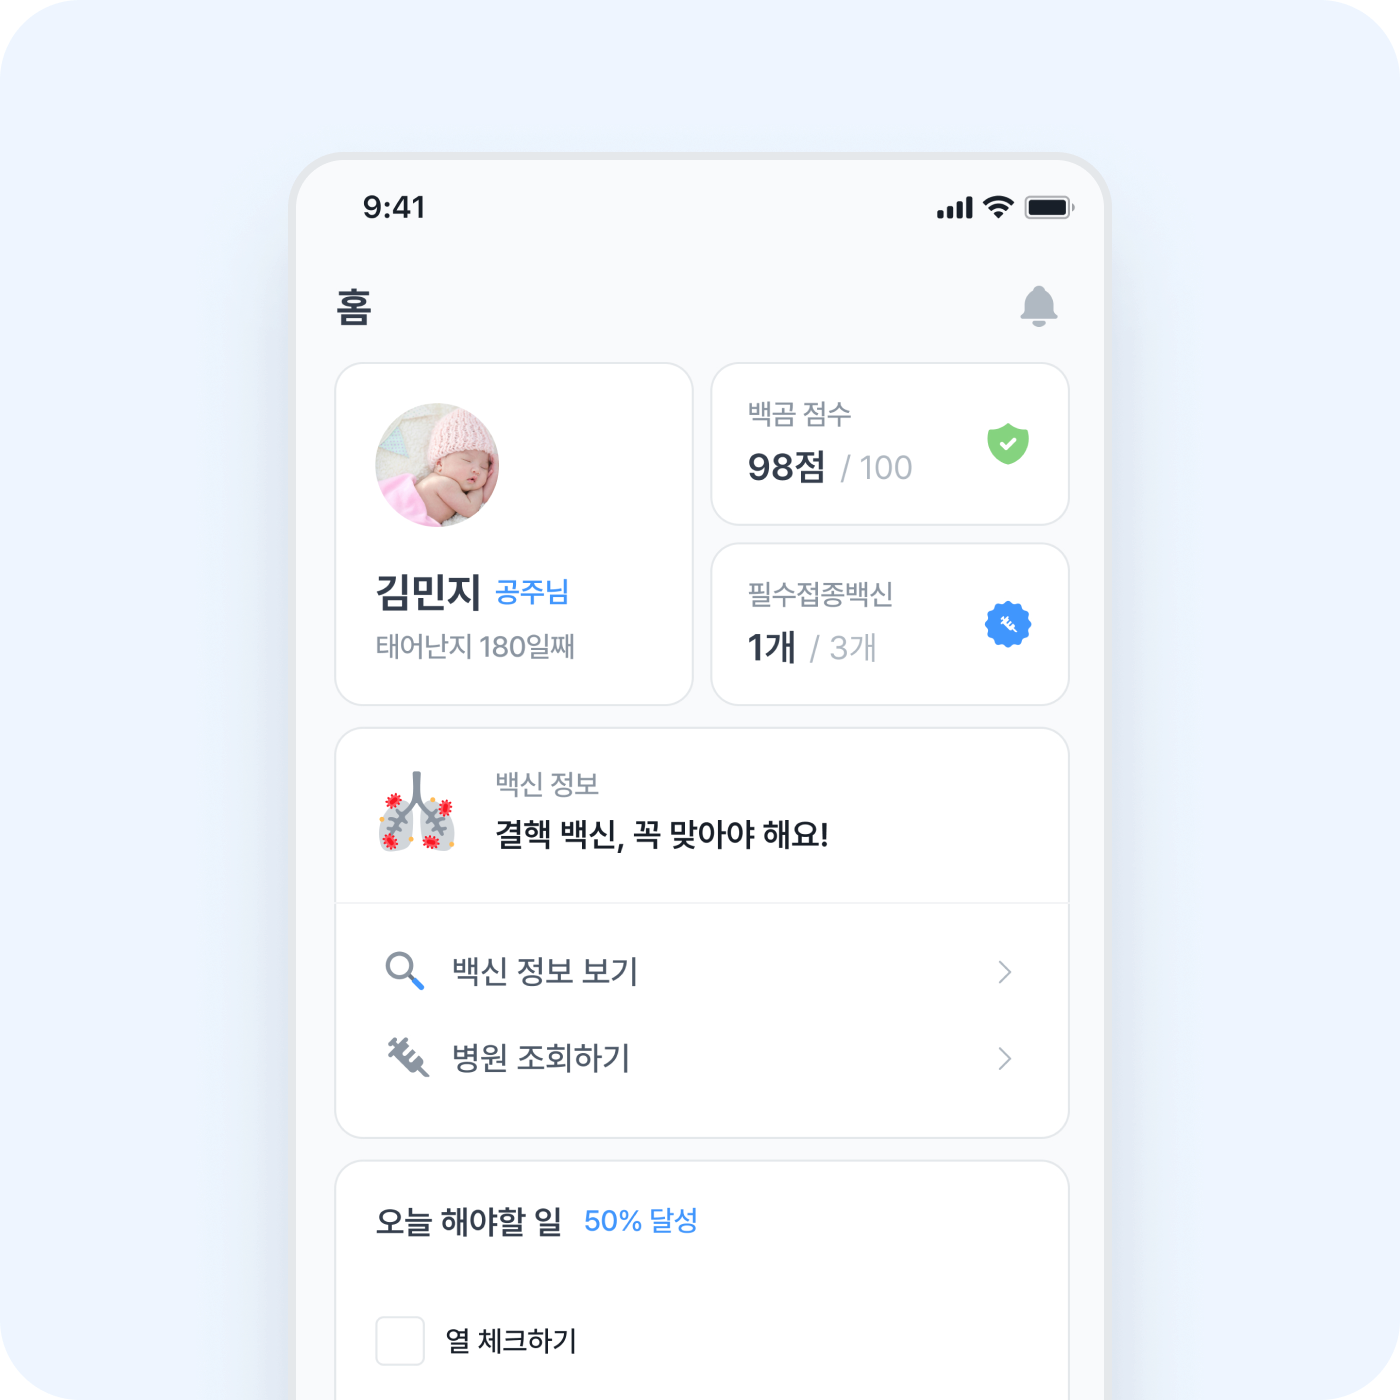 9:41
홈
김민지 공주님
태어난지 180일째
백곰 점수
98점 / 100
필수접종백신
1개 / 3개
백신 정보
결핵 백신, 꼭 맞아야 해요!
백신 정보 보기
병원 조회하기
오늘 해야할 일 50% 달성
열 체크하기